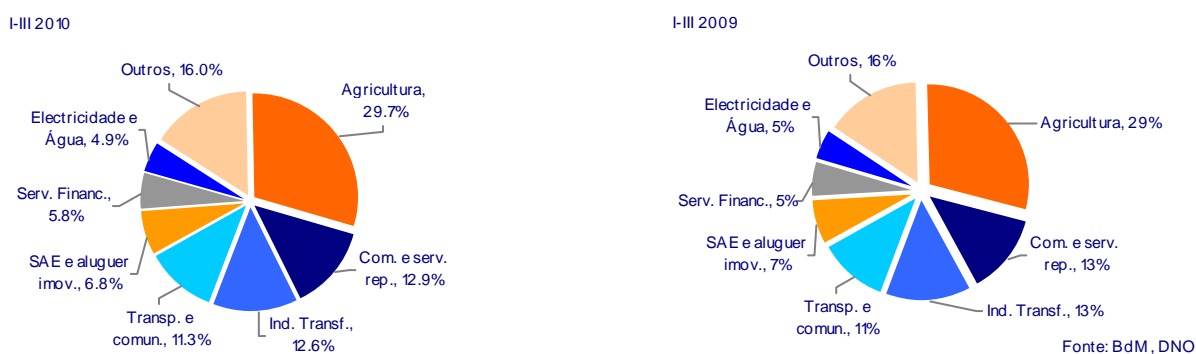 I-III 2010
Outros, 16.0%
Agricultura,
29.7%
Electricidade e
Água, 4.9%
Serv. Financ.,
5.8%
SAE e aluguer
imov., 6.8%
Transp. e
comun., 11.3%
Ind. Transf.,
12.6%
Com. e serv.
rep., 12.9%
I-III 2009
Outros, 16%
Electricidade e
Água, 5%
Agricultura, 29%
Serv. Financ., 5%
SAE e aluguer
imov., 7%
Transp. e
comun., 11%
Ind. Transf., 13%
Com. e serv.
rep., 13%
Fonte: BdM, DNO